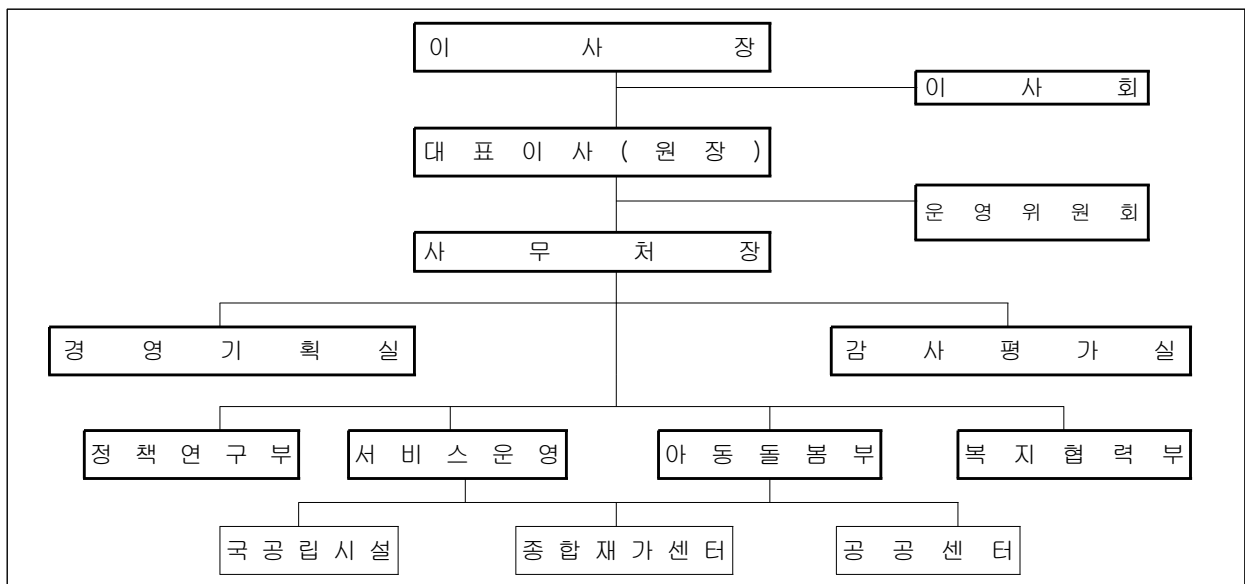 이 사 장
이 사 회
대 표 이 사 ( 원 장 )
운 영 위 원 회
사 무 처 장
경 영 기 획 실
감 사 평 가 실
정 책 연 구 부
서 비 스 운 영
아 동 돌 봄 부
복 지 협 력 부
국 공 립 시 설
종 합 재 가 센 터
공 공 센 터